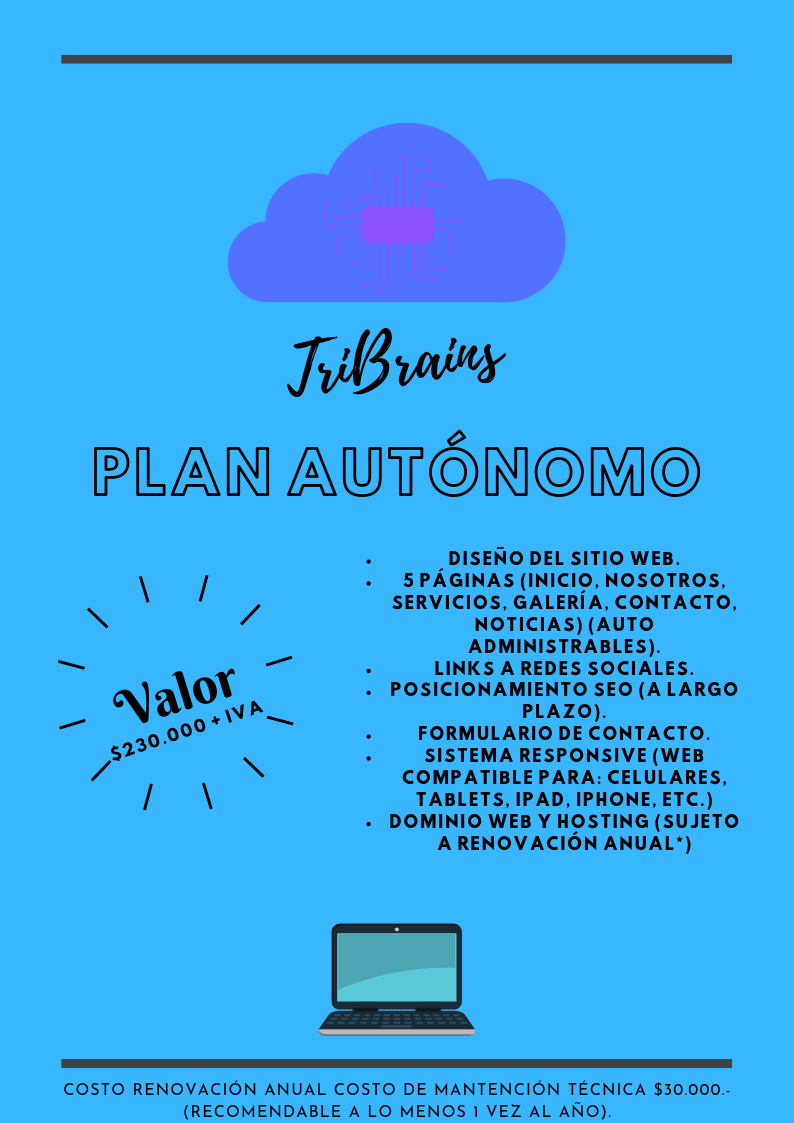 TriBrains
PLAN AUTÓNOMO
Valor
$230.000 + IVA
• DISEÑO DEL SITIO WEB.
• 5 PÁGINAS (INICIO, NOSOTROS,
SERVICIOS, GALERÍA, CONTACTO,
NOTICIAS) (AUTO
ADMINISTRABLES).
• LINKS A REDES SOCIALES.
• POSICIONAMIENTO SEO (A LARGO
PLAZO).
• FORMULARIO DE CONTACTO.
• SISTEMA RESPONSIVE (WEB
COMPATIBLE PARA: CELULARES,
TABLETS, IPAD, IPHONE, ETC.)
• DOMINIO WEB Y HOSTING (SUJETO
A RENOVACIÓN ANUAL*)
COSTO RENOVACIÓN ANUAL COSTO DE MANTENCIÓN TÉCNICA $30.000.-
(RECOMENDABLE A LO MENOS 1 VEZ AL AÑO).